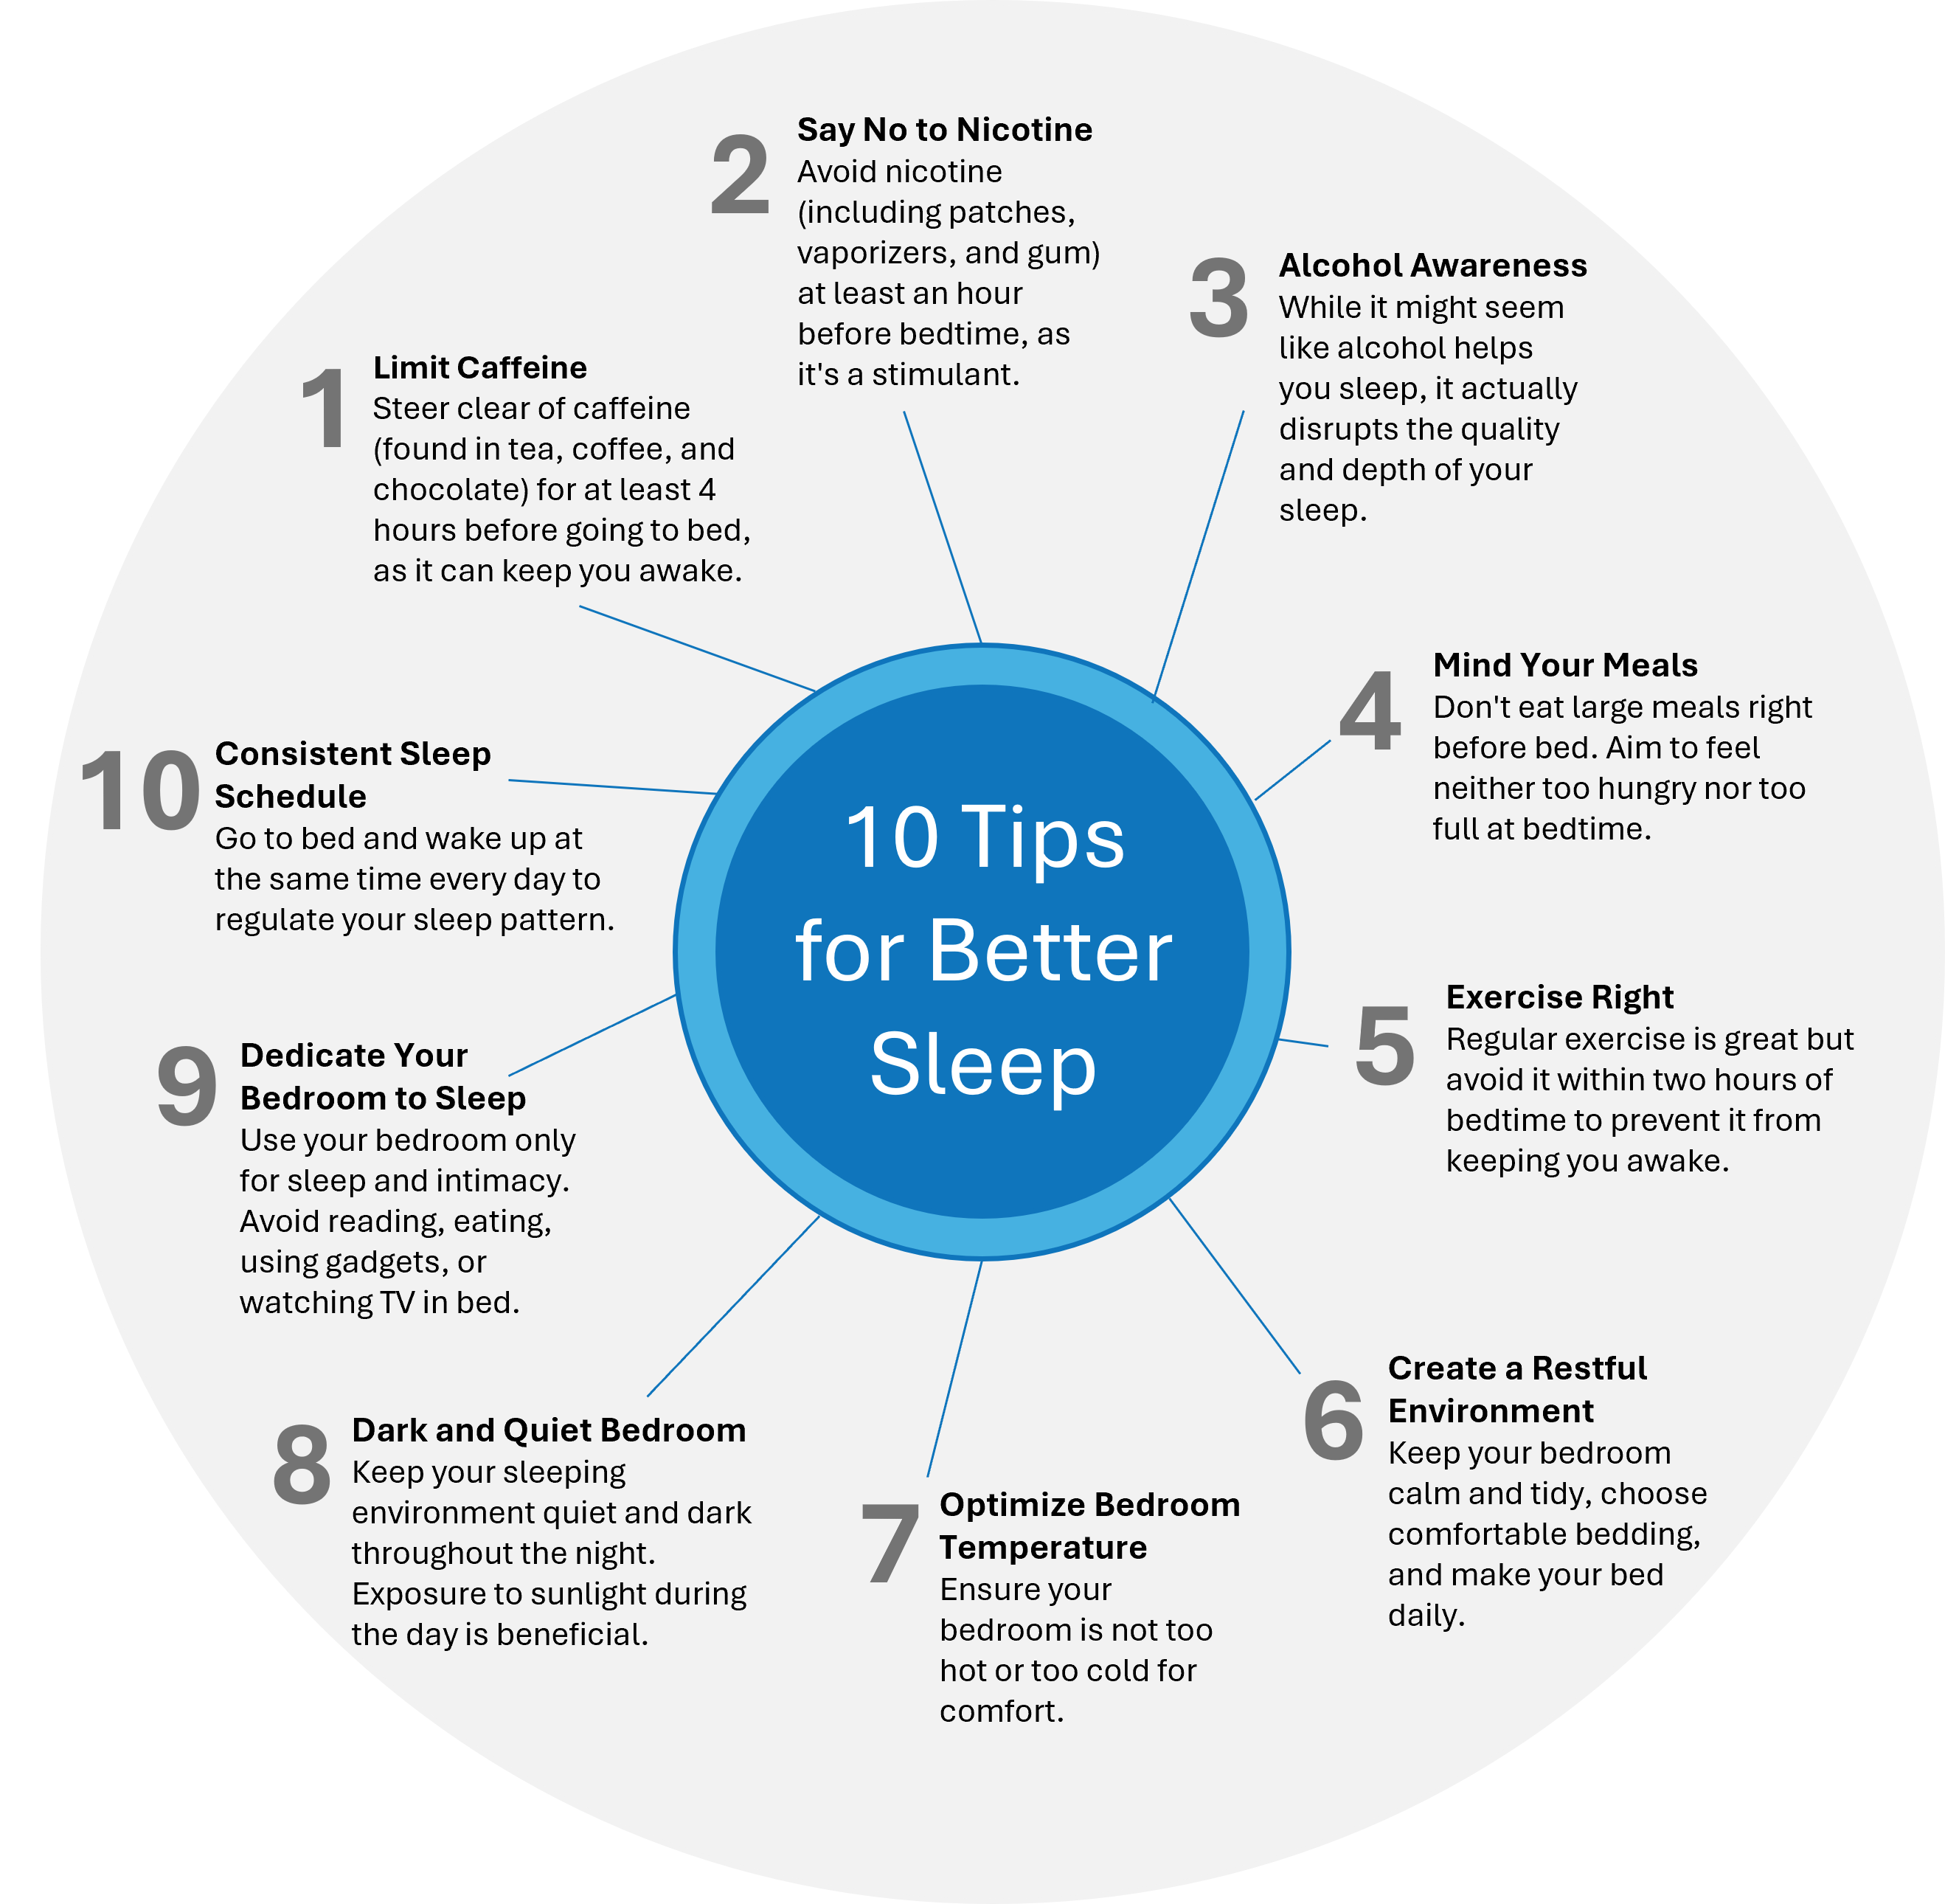 10 Tips
for Better
Sleep
1
Limit Caffeine
Steer clear of caffeine
(found in tea, coffee, and
chocolate) for at least 4
hours before going to bed,
as it can keep you awake.
2
Say No to Nicotine
Avoid nicotine
(including patches,
vaporizers, and gum)
at least an hour
before bedtime, as
it's a stimulant.
3
Alcohol Awareness
While it might seem
like alcohol helps
you sleep, it actually
disrupts the quality
and depth of your
sleep.
4
Mind Your Meals
Don't eat large meals right
before bed. Aim to feel
neither too hungry nor too
full at bedtime.
5
Exercise Right
Regular exercise is great but
avoid it within two hours of
bedtime to prevent it from
keeping you awake.
6
Create a Restful
Environment
Keep your bedroom
calm and tidy, choose
comfortable bedding,
and make your bed
daily.
7
Optimize Bedroom
Temperature
Ensure your
bedroom is not too
hot or too cold for
comfort.
8
Dark and Quiet Bedroom
Keep your sleeping
environment quiet and dark
throughout the night.
Exposure to sunlight during
the day is beneficial.
9
Dedicate Your
Bedroom to Sleep
Use your bedroom only
for sleep and intimacy.
Avoid reading, eating,
using gadgets, or
watching TV in bed.
10
Consistent Sleep
Schedule
Go to bed and wake up at
the same time every day to
regulate your sleep pattern.